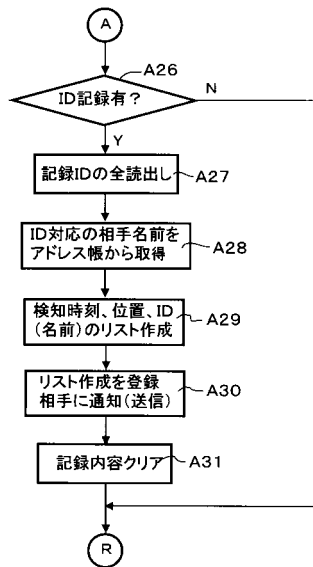 A
A26
ID記録有?
N
Y
記録IDの全読出し
A27
ID対応の相手名前を
アドレス帳から取得
A28
検知時刻、位置、ID
(名前)のリスト作成
A29
リスト作成を登録
相手に通知(送信)
A30
記録内容クリア
A31
R